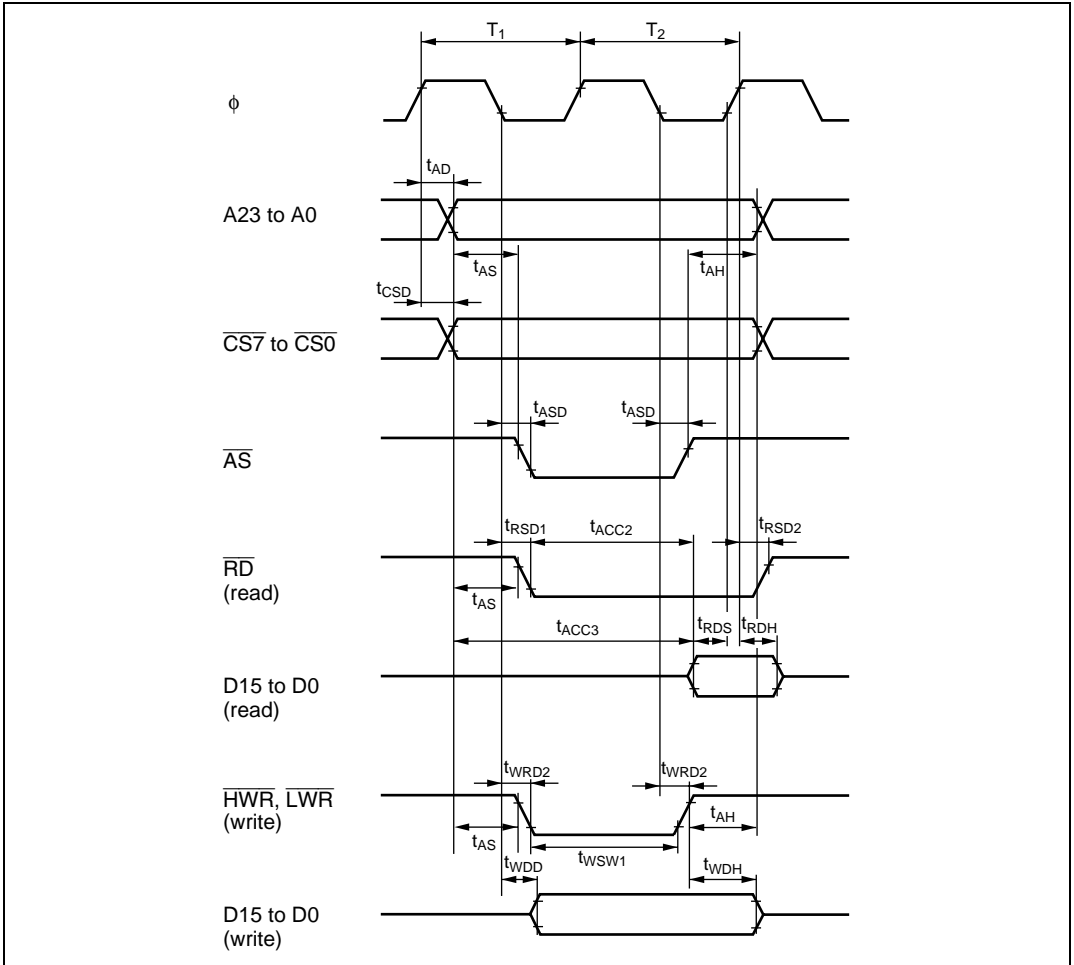 T1 T2
φ
tAD
A23 to A0
tAS tAH
tCSD
CS7 to CS0
tASD tASD
AS
tRSD1 tACC2 tRSD2
RD
(read)
tAS
tACC3 tRDS tRDH
D15 to D0
(read)
tWRD2 tWRD2
HWR, LWR
(write)
tAH
tAS
tWSW1
tWDD tWDH
D15 to D0
(write)